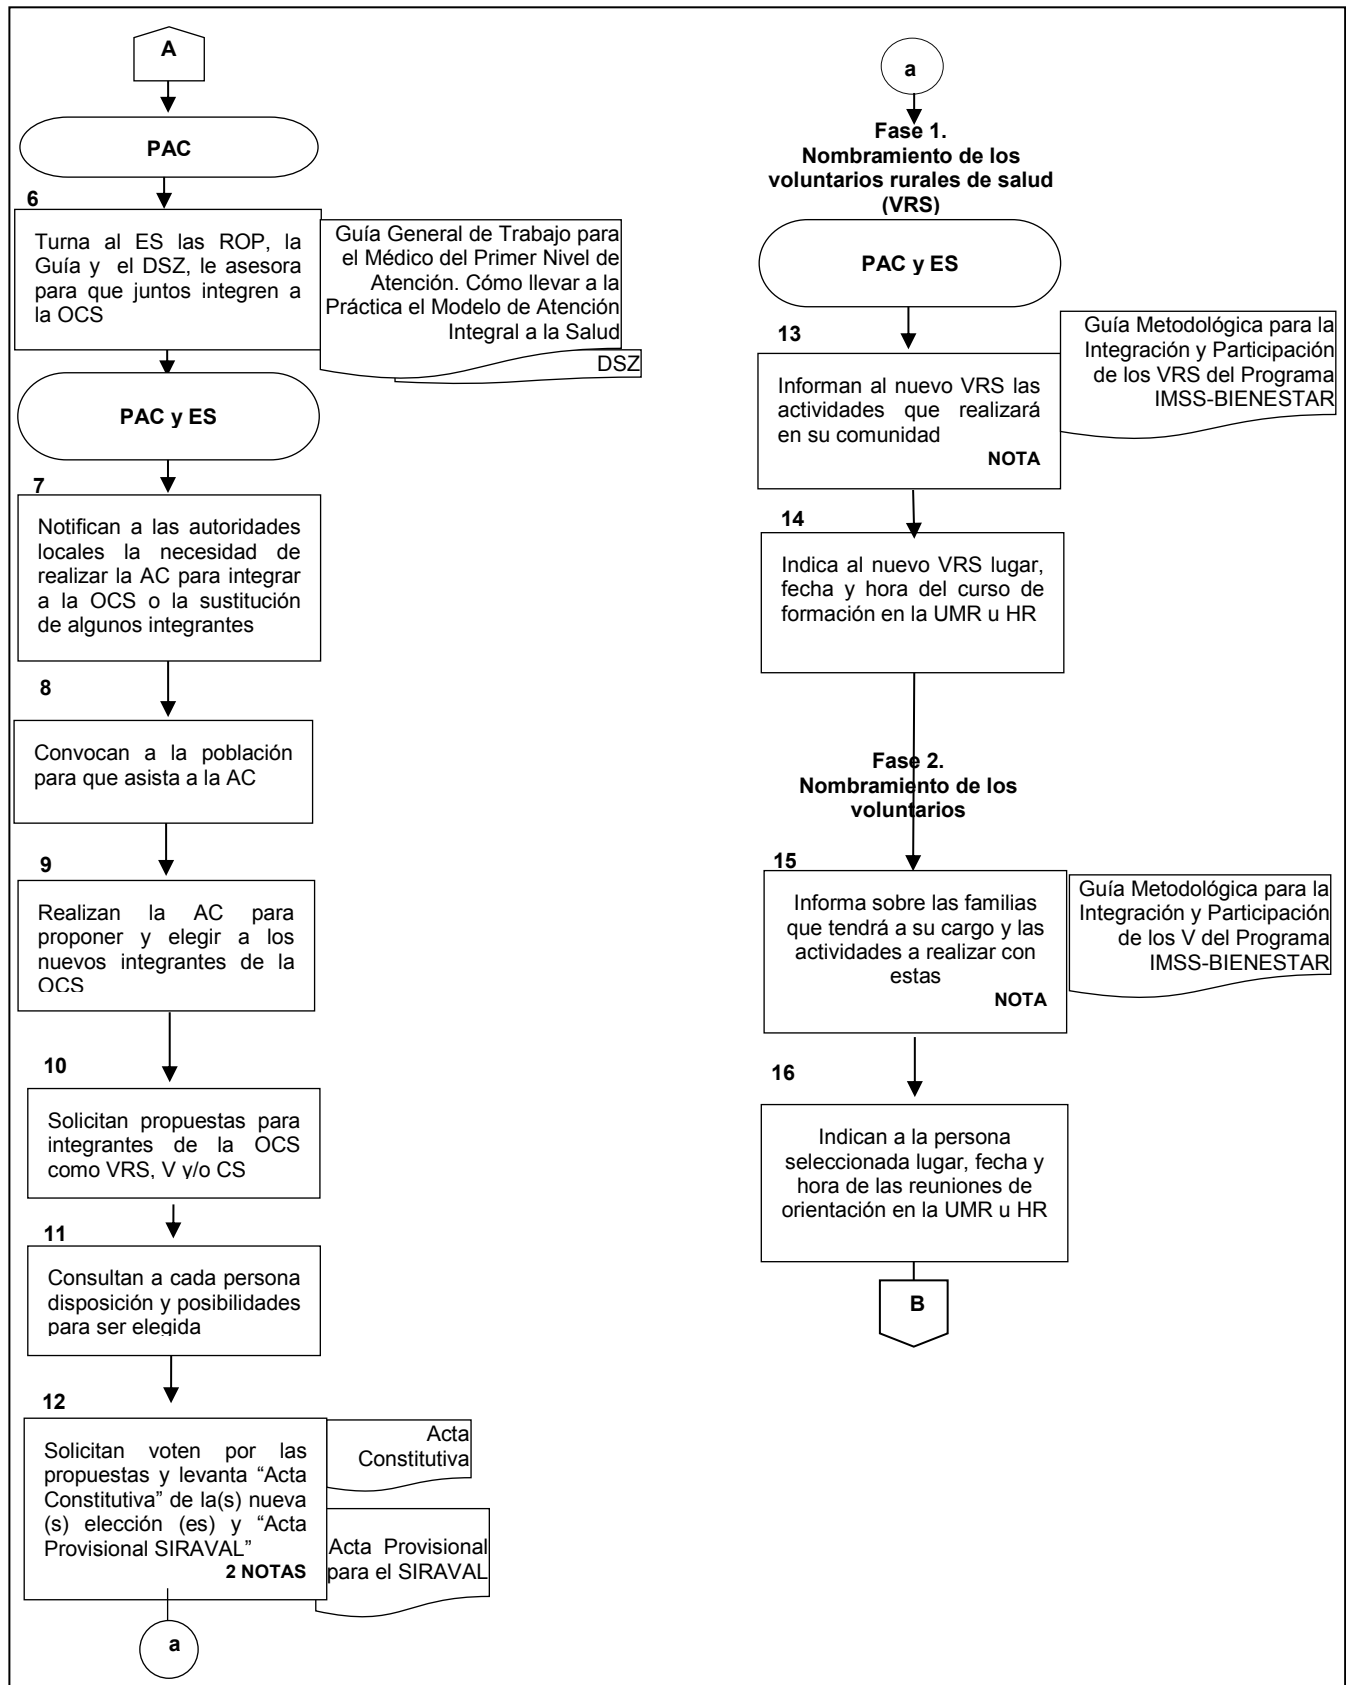 A
PAC
6
Turna al ES las ROP, la
Guía y el DSZ, le asesora
para que juntos integren a
la OCS
Guía General de Trabajo para
el Médico del Primer Nivel de
Atención. Cómo llevar a la
Práctica el Modelo de Atención
Integral a la Salud
DSZ
PAC y ES
7
Notifican a las autoridades
locales la necesidad de
realizar la AC para integrar
a la OCS o la sustitución
de algunos integrantes
8
Convocan a la población
para que asista a la AC
9
Realizan la AC para
proponer y elegir a los
nuevos integrantes de la
OCS
10
Solicitan propuestas para
integrantes de la OCS
como VRS, V y/o CS
11
Consultan a cada persona
disposición y posibilidades
para ser elegida
12
Solicitan voten por las
propuestas y levanta “Acta
Constitutiva” de la(s) nueva
(s) elección (es) y “Acta
Provisional SIRAVAL”
2 NOTAS
Acta
Constitutiva
Acta Provisional
para el SIRAVAL
a
a
Fase 1.
Nombramiento de los
voluntarios rurales de salud
(VRS)
PAC y ES
13
Informan al nuevo VRS las
actividades que realizará
en su comunidad
NOTA
Guía Metodológica para la
Integración y Participación
de los VRS del Programa
IMSS-BIENESTAR
14
Indica al nuevo VRS lugar,
fecha y hora del curso de
formación en la UMR u HR
Fase 2.
Nombramiento de los
voluntarios
15
Informa sobre las familias
que tendrá a su cargo y las
actividades a realizar con
estas
NOTA
Guía Metodológica para la
Integración y Participación
de los V del Programa
IMSS-BIENESTAR
16
Indican a la persona
seleccionada lugar, fecha y
hora de las reuniones de
orientación en la UMR u HR
B